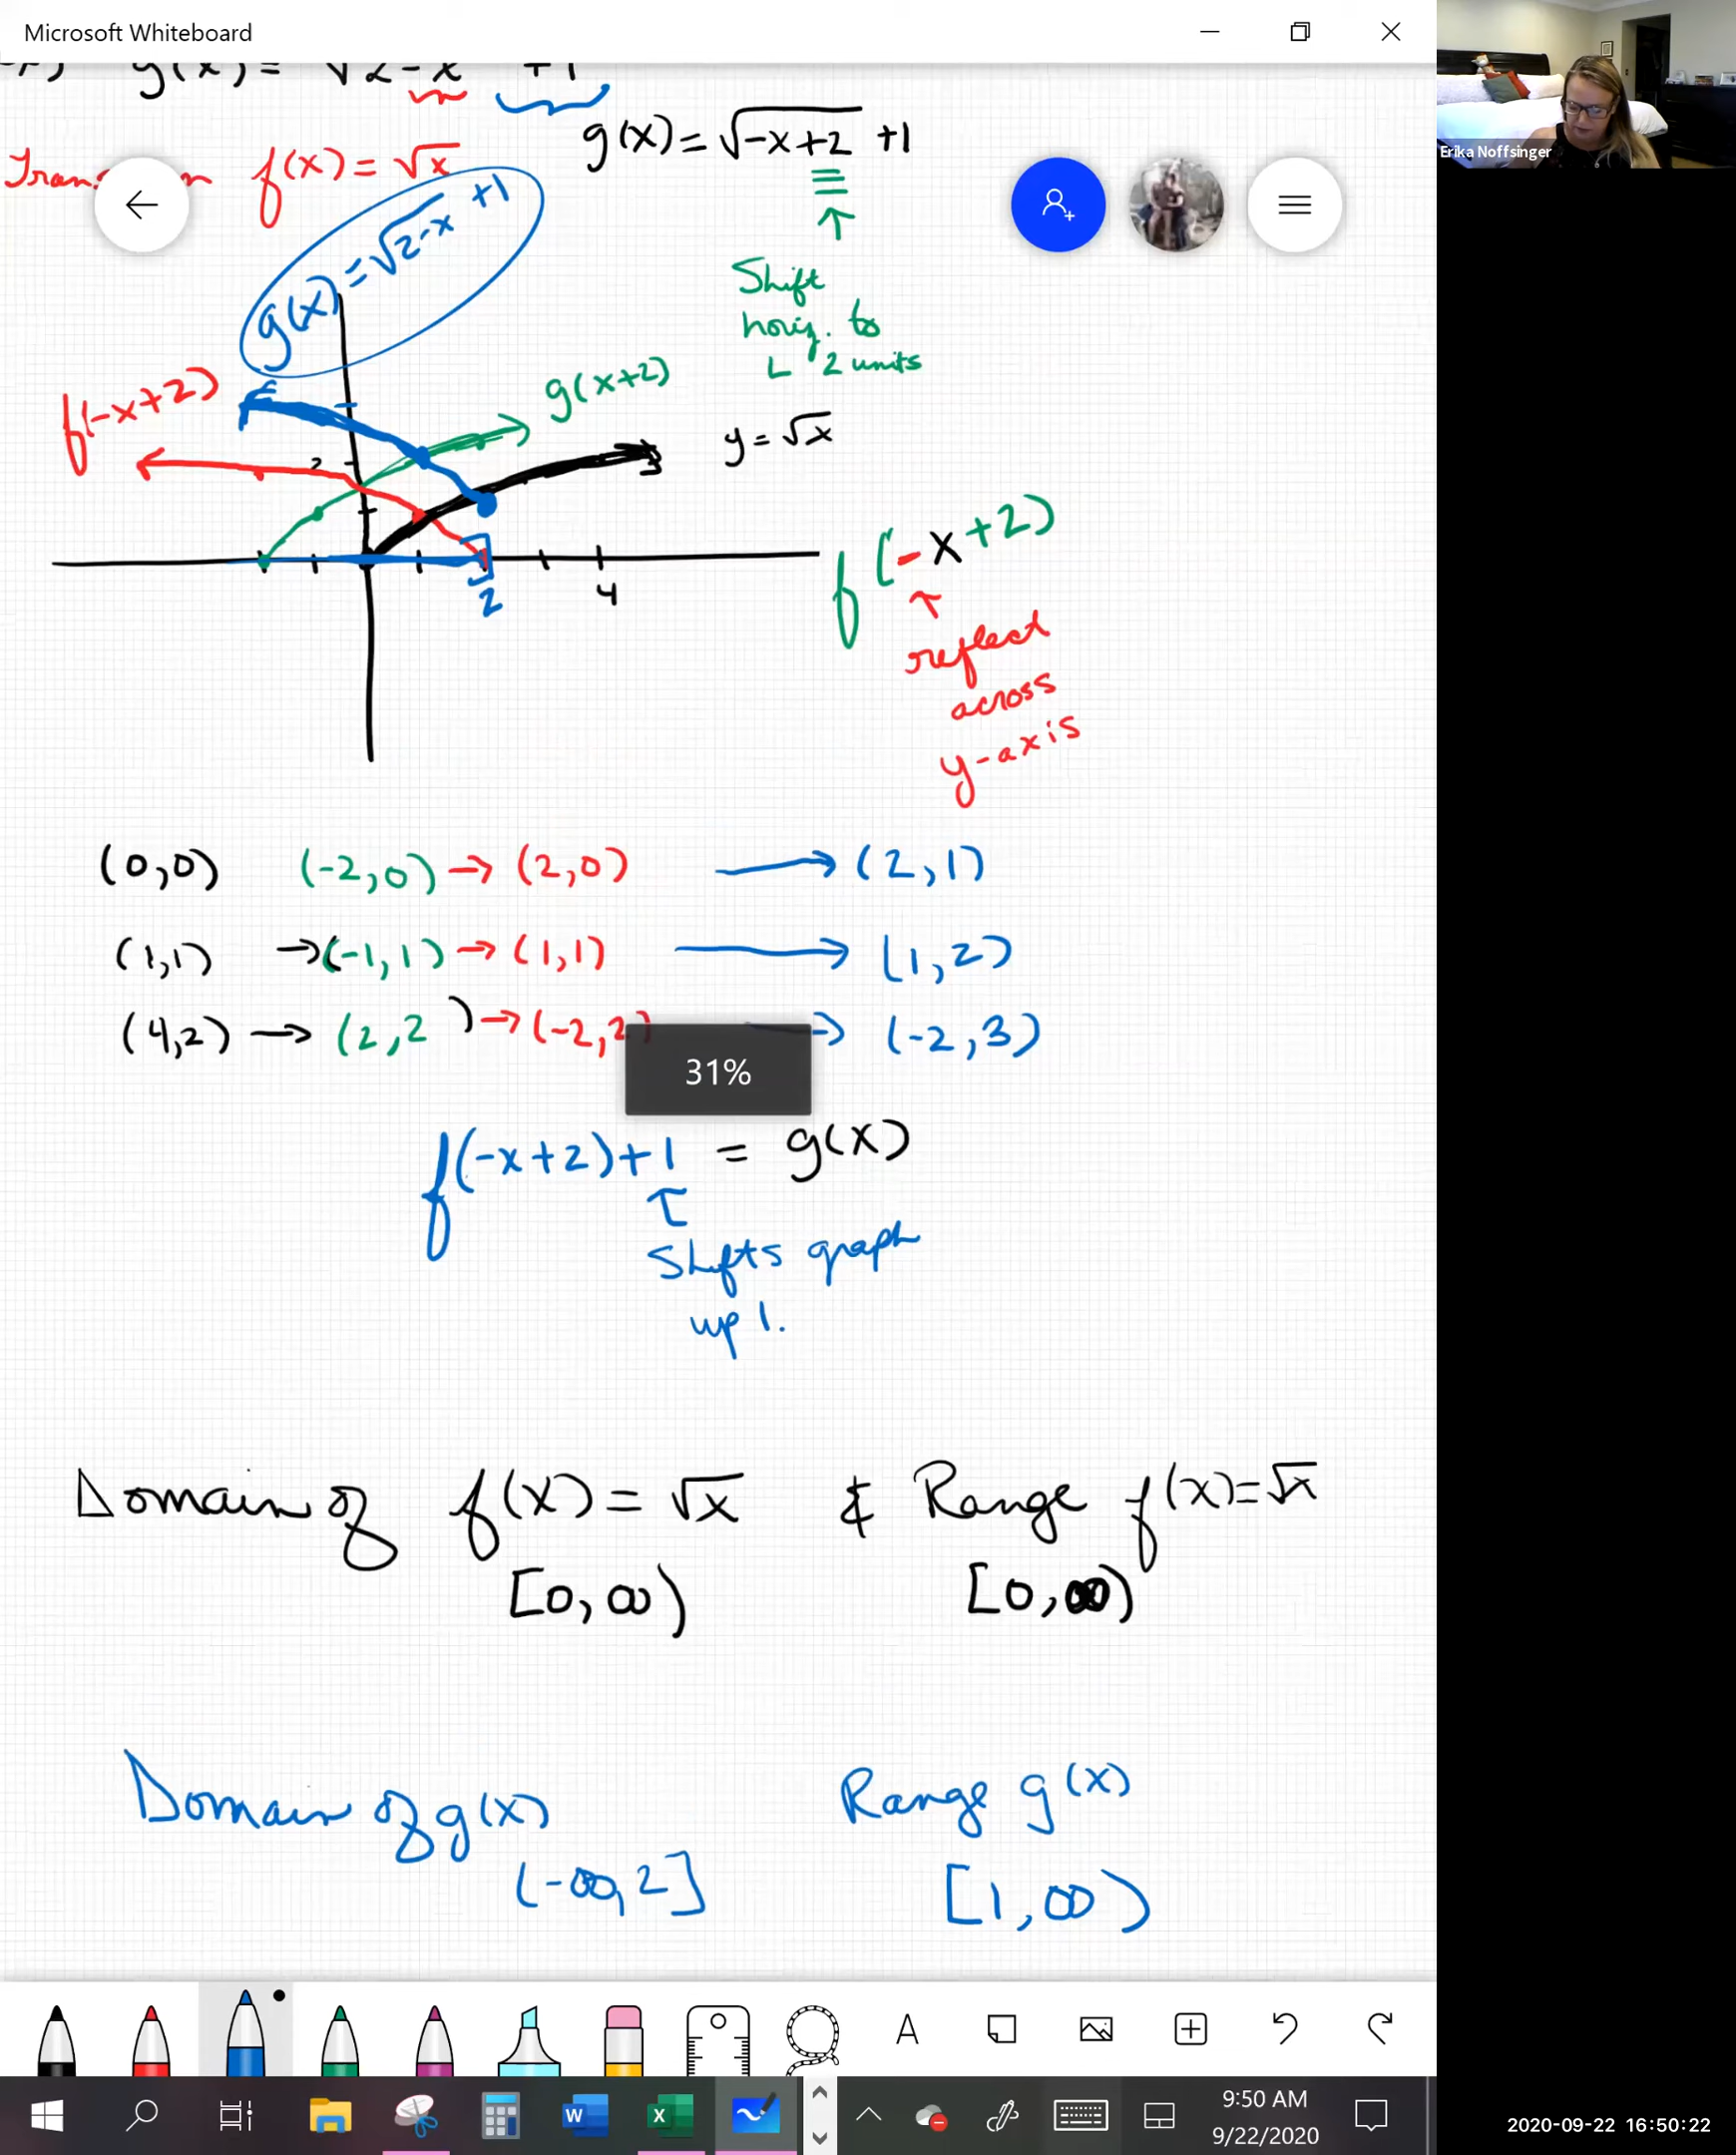 Microsoft Whiteboard
g(x) = √2-x +1
g(x) = √-x+2 +1
f(x) = √x
g(x) = √2-x +1
Shift
horiz. to
L 2 units
f(-x+2)
g(x+2)
y = √x
2
2
4
f(-x+2)
reflect
across
y-axis
(0,0) (-2,0) → (2,0) → (2,1)
(1,1) → (-1,1) → (1,1) → (1,2)
(4,2) → (2,2) → (-2,2) → (-2,3)
31%
f(-x+2)+1 = g(x)
Shifts graph
up 1.
Domain of f(x) = √x & Range f(x)=√x
[0,∞) [0,∞)
Domain of g(x) Range g(x)
(-∞,2] [1,∞)
9:50 AM
9/22/2020
Erika Noffsinger
2020-09-22 16:50:22